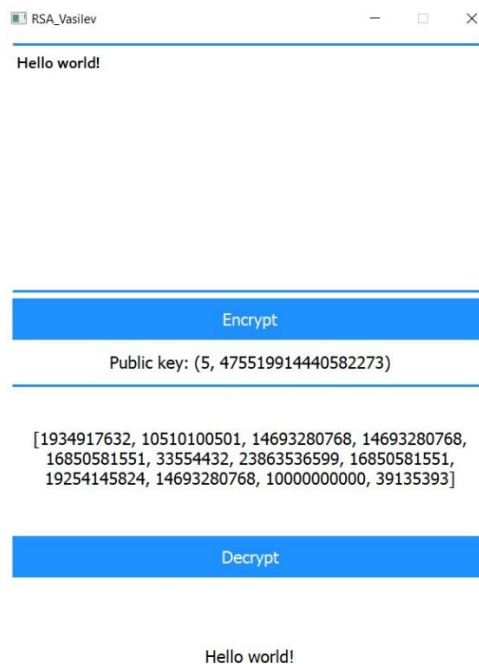 RSA_Vasilev
Hello world!
Encrypt
Public key: (5, 475519914440582273)
[1934917632, 10510100501, 14693280768, 14693280768,
16850581551, 33554432, 23863536599, 16850581551,
19254145824, 14693280768, 10000000000, 39135393]
Decrypt
Hello world!